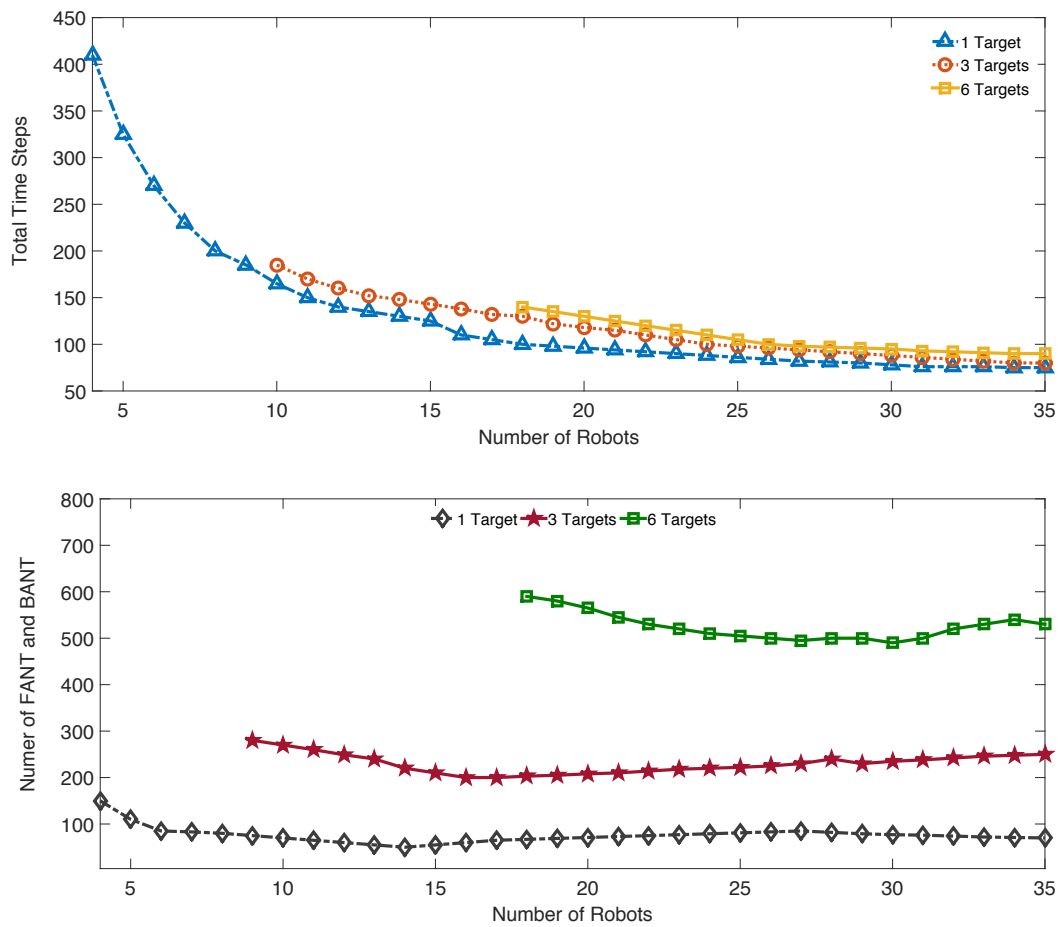 450
400
350
300
250
200
150
100
50
Total Time Steps
1 Target
3 Targets
6 Targets
5 10 15 20 25 30 35
Number of Robots
800
700
600
500
400
300
200
100
Numer of FANT and BANT
1 Target 3 Targets 6 Targets
5 10 15 20 25 30 35
Number of Robots